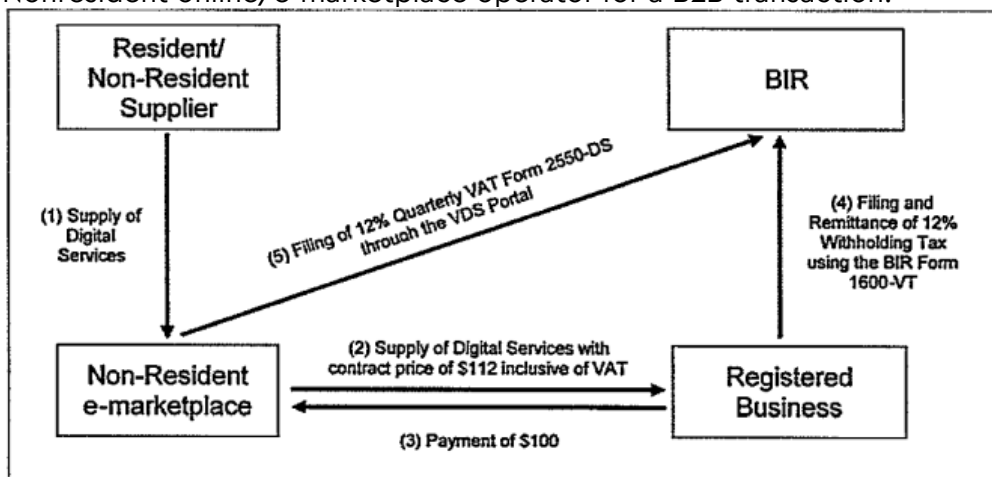 Nonresident online/e-marketplace operator for a B2B transaction.
Resident/
Non-Resident
Supplier
BIR
(1) Supply of
Digital
Services
(5) Filing of 12% Quarterly VAT Form 2550-DS
through the VDS Portal
(4) Filing and
Remittance of 12%
Withholding Tax
using the BIR Form
1600-VT
Non-Resident
e-marketplace
(2) Supply of Digital Services with
contract price of $112 inclusive of VAT
(3) Payment of $100
Registered
Business